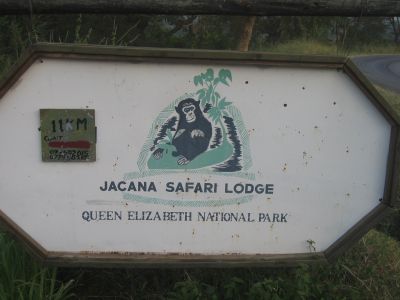 11KM
JACANA SAFARI LODGE
QUEEN ELIZABETH NATIONAL PARK